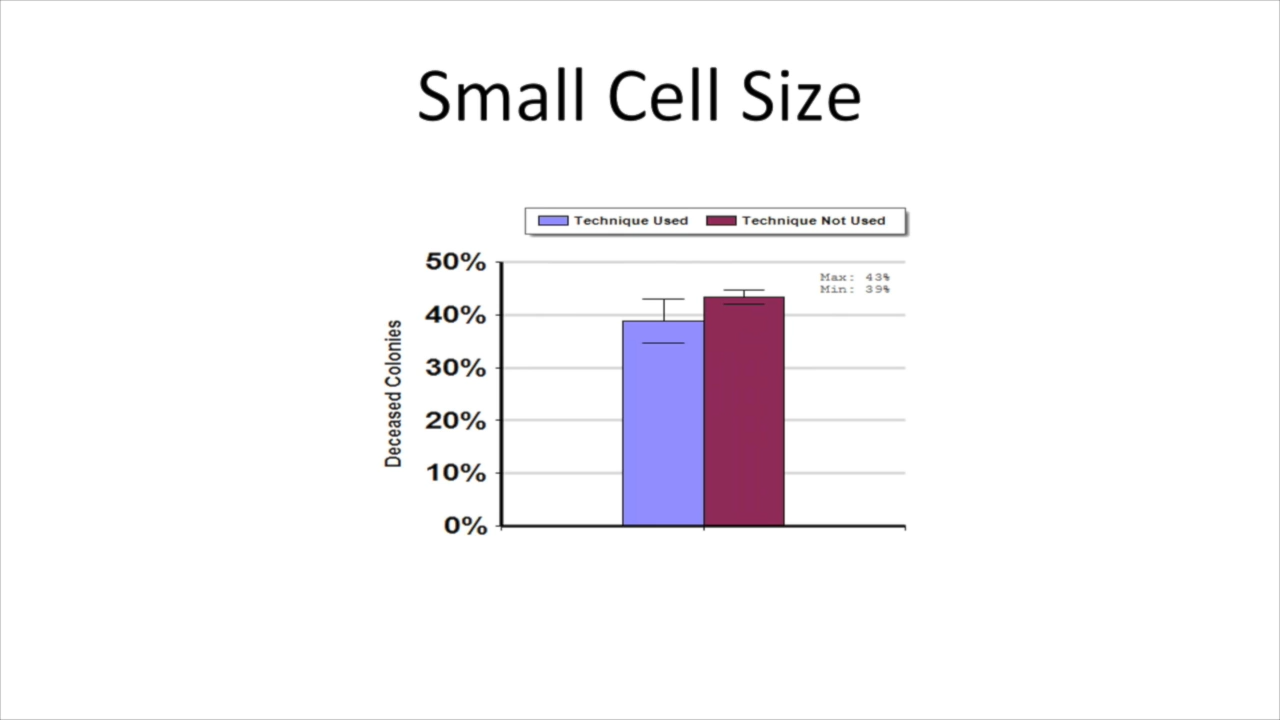 Small Cell Size
Technique Used Technique Not Used
Max: 43%
Min: 39%
50%
40%
30%
20%
10%
0%
Deceased Colonies